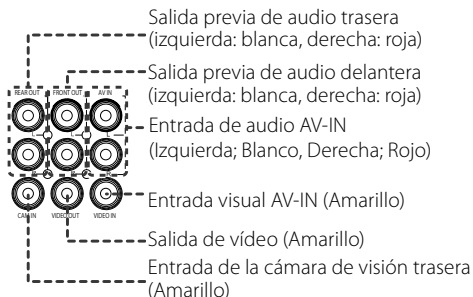 Salida previa de audio trasera
(izquierda: blanca, derecha: roja)
Salida previa de audio delantera
(izquierda: blanca, derecha: roja)
REAR OUT FRONT OUT AV IN
L L L
Entrada de audio AV-IN
(Izquierda; Blanco, Derecha; Rojo)
R R R
Entrada visual AV-IN (Amarillo)
CAM IN VIDEO OUT VIDEO IN
Salida de vídeo (Amarillo)
Entrada de la cámara de visión trasera
(Amarillo)